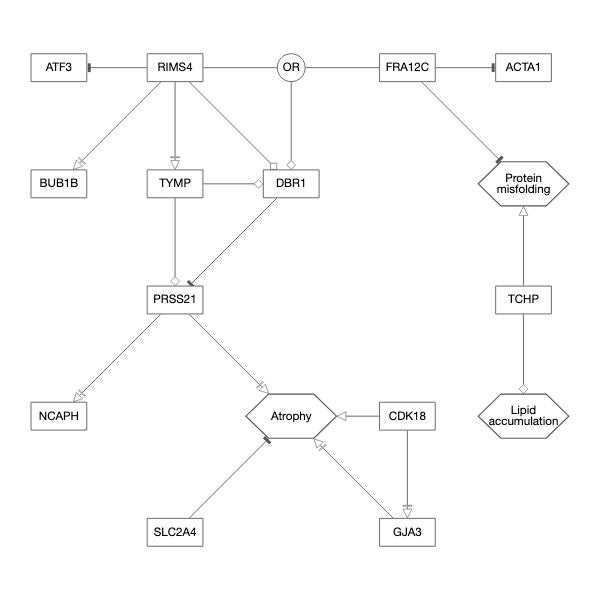 ATF3
RIMS4
OR
FRA12C
ACTA1
BUB1B
TYMP
DBR1
Protein
misfolding
PRSS21
TCHP
NCAPH
Atrophy
CDK18
Lipid
accumulation
SLC2A4
GJA3